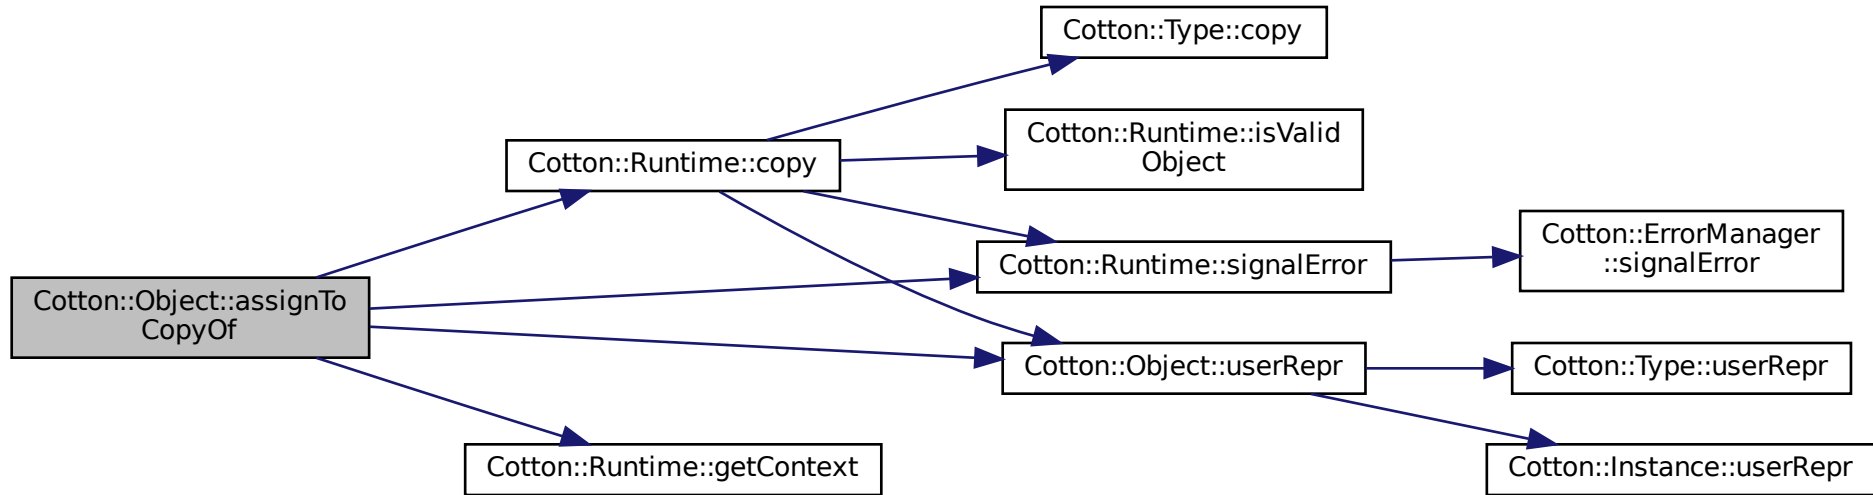 Cotton::Object::assignTo
CopyOf
Cotton::Runtime::copy
Cotton::Runtime::getContext
Cotton::Type::copy
Cotton::Runtime::isValid
Object
Cotton::Runtime::signalError
Cotton::Object::userRepr
Cotton::ErrorManager
::signalError
Cotton::Type::userRepr
Cotton::Instance::userRepr